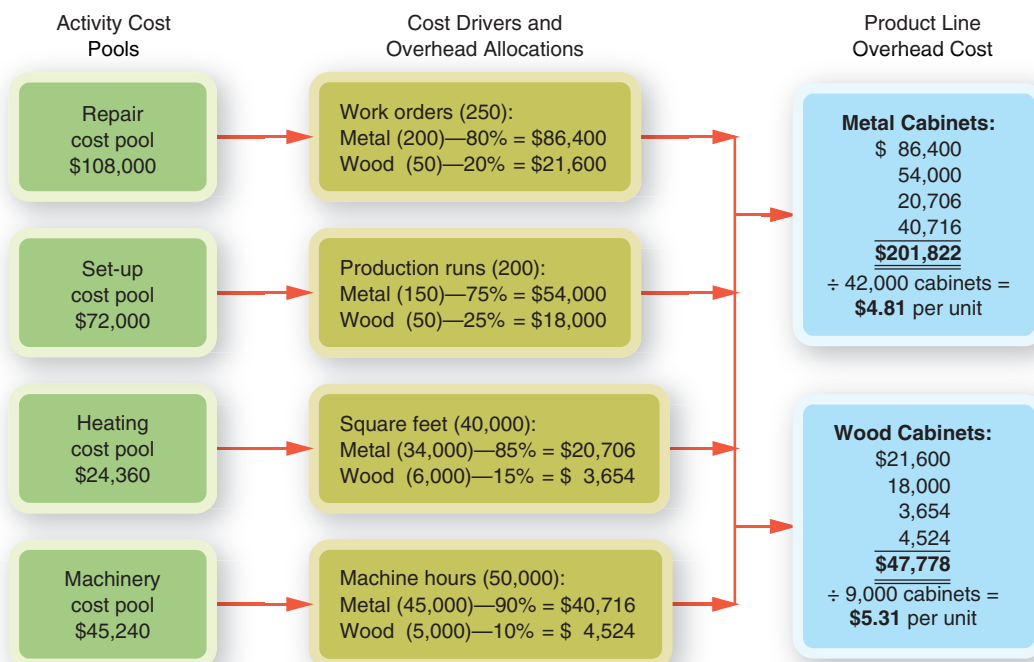 Activity Cost
Pools
Cost Drivers and
Overhead Allocations
Product Line
Overhead Cost
Repair
cost pool
$108,000
Work orders (250):
Metal (200)—80% = $86,400
Wood (50)—20% = $21,600
Set-up
cost pool
$72,000
Production runs (200):
Metal (150)—75% = $54,000
Wood (50)—25% = $18,000
Heating
cost pool
$24,360
Square feet (40,000):
Metal (34,000)—85% = $20,706
Wood (6,000)—15% = $ 3,654
Machinery
cost pool
$45,240
Machine hours (50,000):
Metal (45,000)—90% = $40,716
Wood (5,000)—10% = $ 4,524
Metal Cabinets:
$ 86,400
54,000
20,706
40,716
$201,822
÷ 42,000 cabinets =
$4.81 per unit
Wood Cabinets:
$21,600
18,000
3,654
4,524
$47,778
÷ 9,000 cabinets =
$5.31 per unit